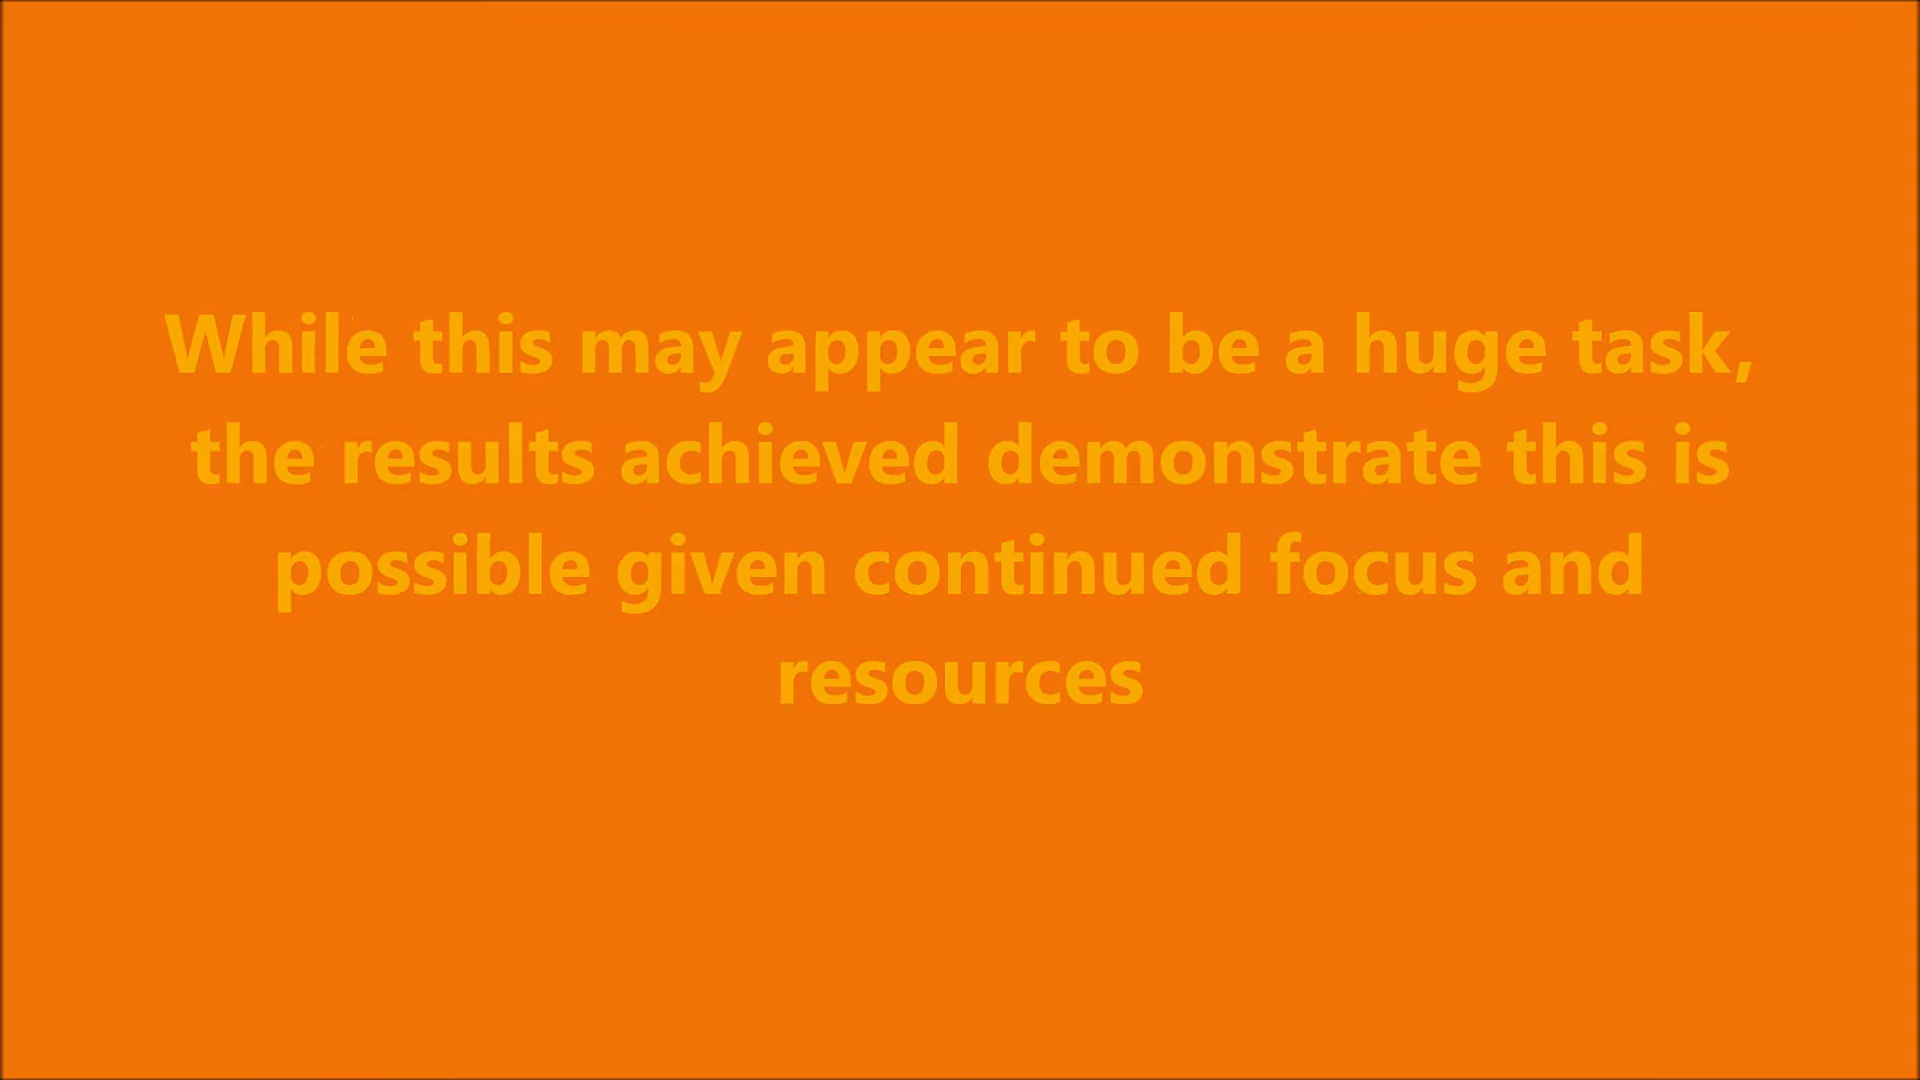 While this may appear to be a huge task,
the results achieved demonstrate this is
possible given continued focus and
resources